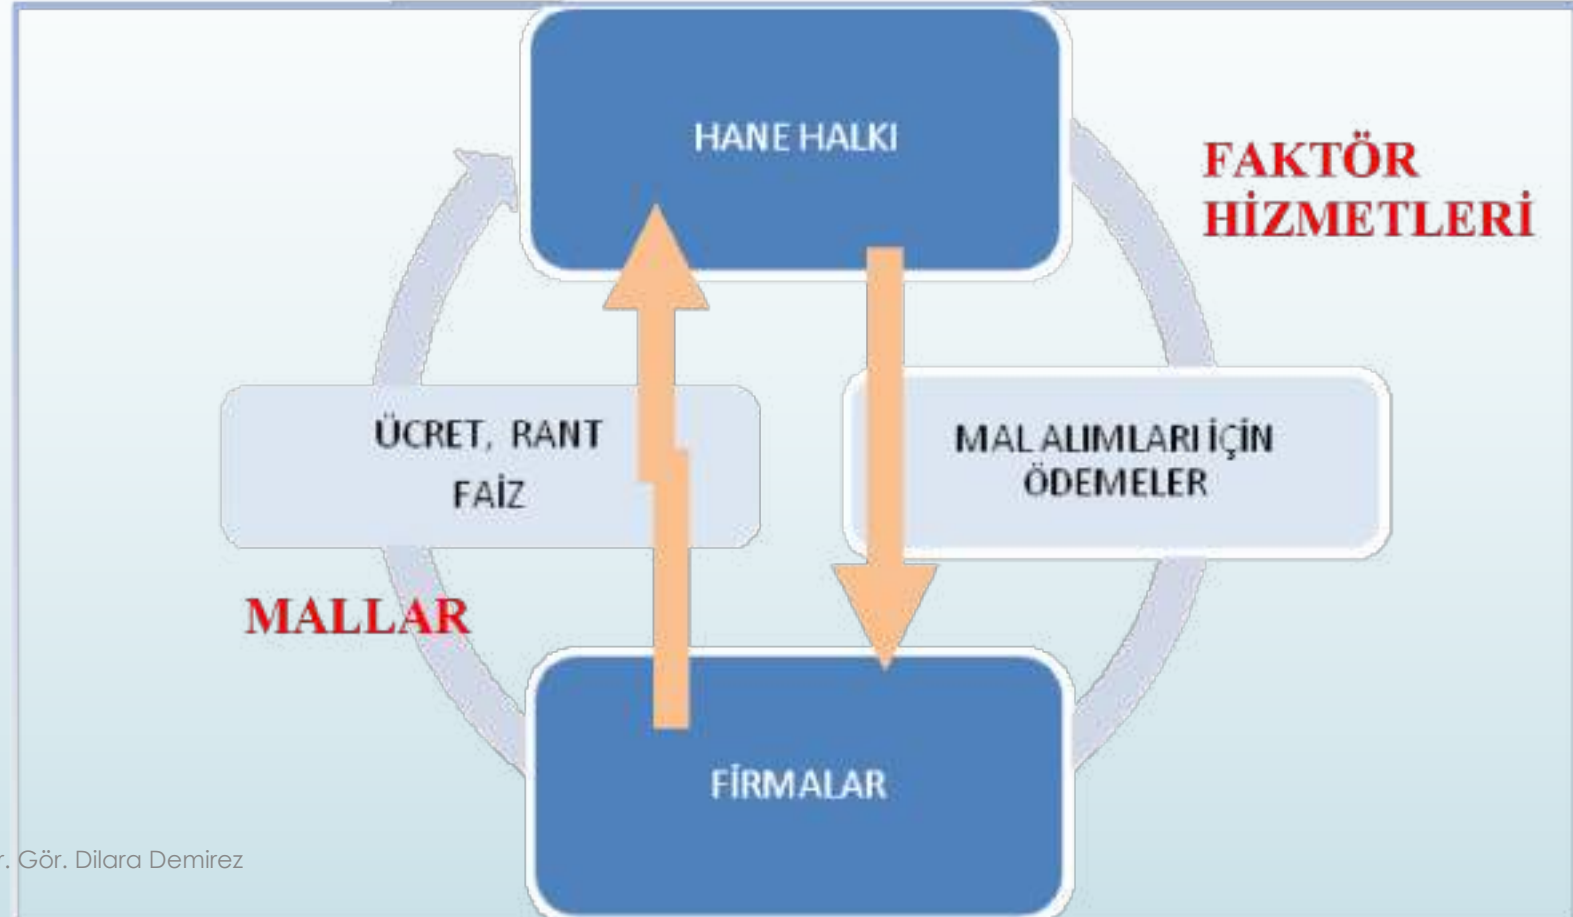 HANE HALKI
FAKTÖR
HİZMETLERİ
ÜCRET, RANT
FAİZ
MAL ALIMLARI İÇİN
ÖDEMELER
MALLAR
FİRMALAR
r. Gör. Dilara Demirez